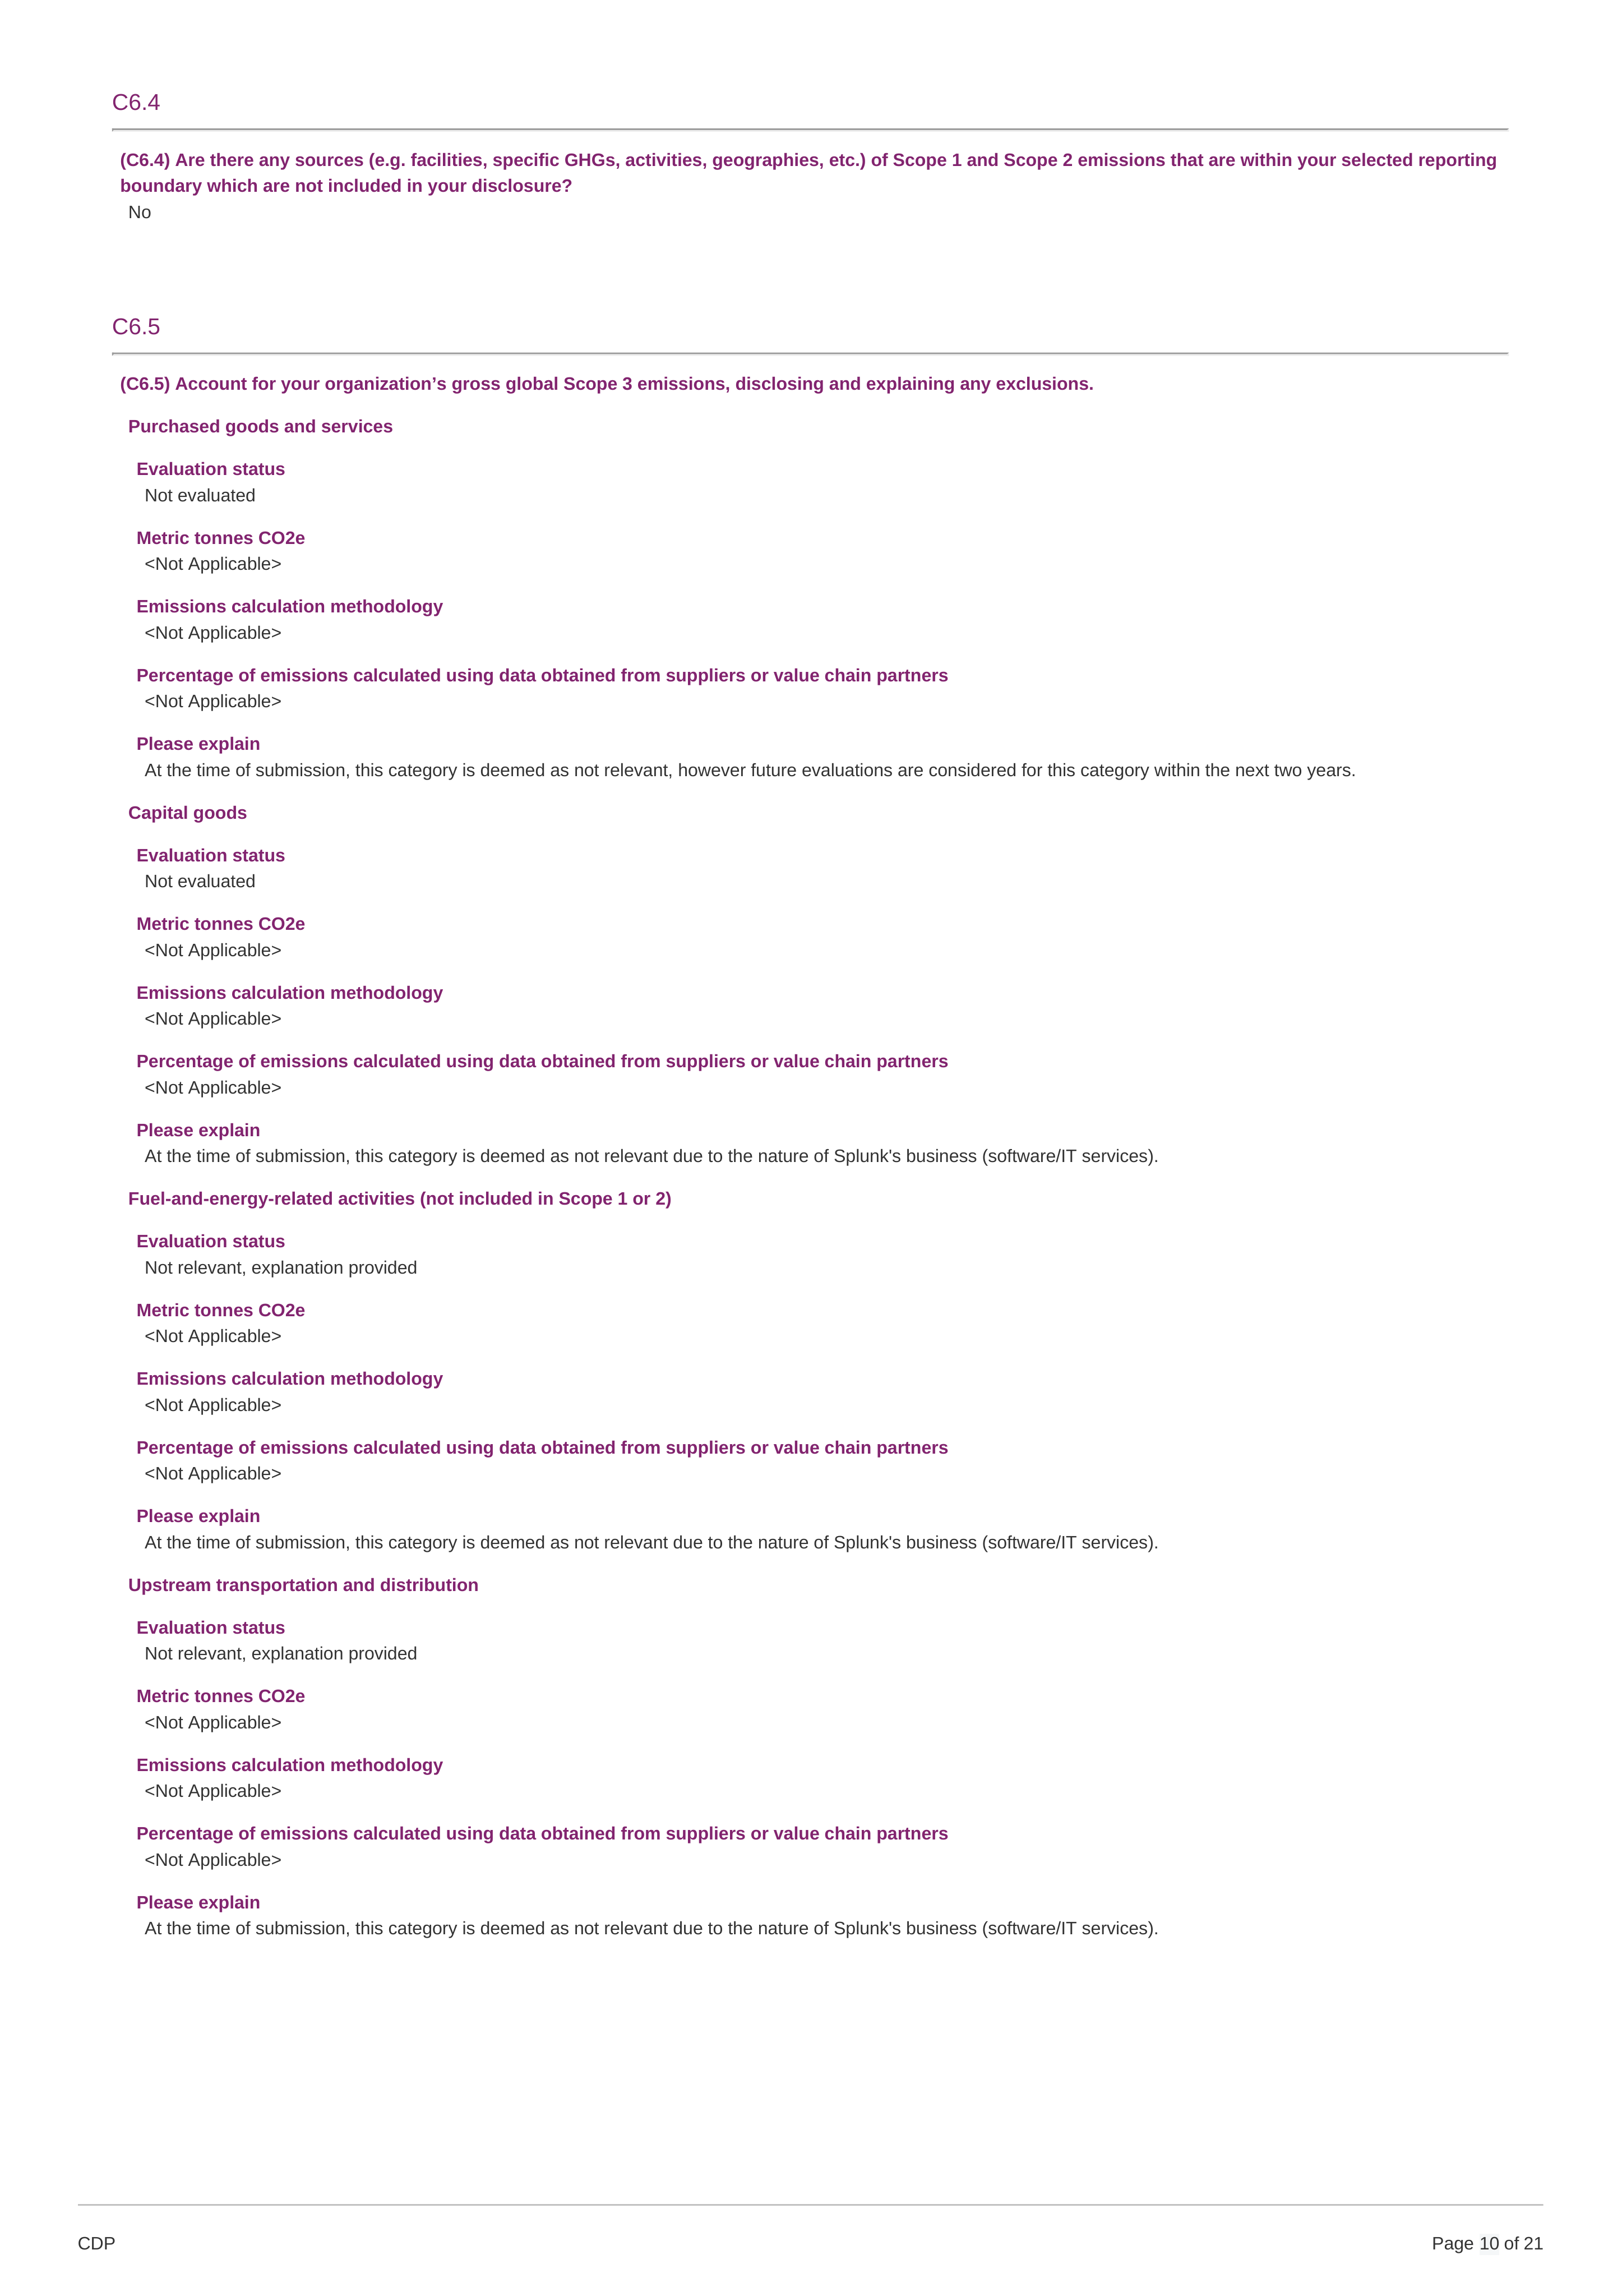 C6.4
(C6.4) Are there any sources (e.g. facilities, specific GHGs, activities, geographies, etc.) of Scope 1 and Scope 2 emissions that are within your selected reporting
boundary which are not included in your disclosure?
No
C6.5
(C6.5) Account for your organization’s gross global Scope 3 emissions, disclosing and explaining any exclusions.
Purchased goods and services
Evaluation status
Not evaluated
Metric tonnes CO2e
<Not Applicable>
Emissions calculation methodology
<Not Applicable>
Percentage of emissions calculated using data obtained from suppliers or value chain partners
<Not Applicable>
Please explain
At the time of submission, this category is deemed as not relevant, however future evaluations are considered for this category within the next two years.
Capital goods
Evaluation status
Not evaluated
Metric tonnes CO2e
<Not Applicable>
Emissions calculation methodology
<Not Applicable>
Percentage of emissions calculated using data obtained from suppliers or value chain partners
<Not Applicable>
Please explain
At the time of submission, this category is deemed as not relevant due to the nature of Splunk's business (software/IT services).
Fuel-and-energy-related activities (not included in Scope 1 or 2)
Evaluation status
Not relevant, explanation provided
Metric tonnes CO2e
<Not Applicable>
Emissions calculation methodology
<Not Applicable>
Percentage of emissions calculated using data obtained from suppliers or value chain partners
<Not Applicable>
Please explain
At the time of submission, this category is deemed as not relevant due to the nature of Splunk's business (software/IT services).
Upstream transportation and distribution
Evaluation status
Not relevant, explanation provided
Metric tonnes CO2e
<Not Applicable>
Emissions calculation methodology
<Not Applicable>
Percentage of emissions calculated using data obtained from suppliers or value chain partners
<Not Applicable>
Please explain
At the time of submission, this category is deemed as not relevant due to the nature of Splunk's business (software/IT services).
CDP
Page 10 of 21